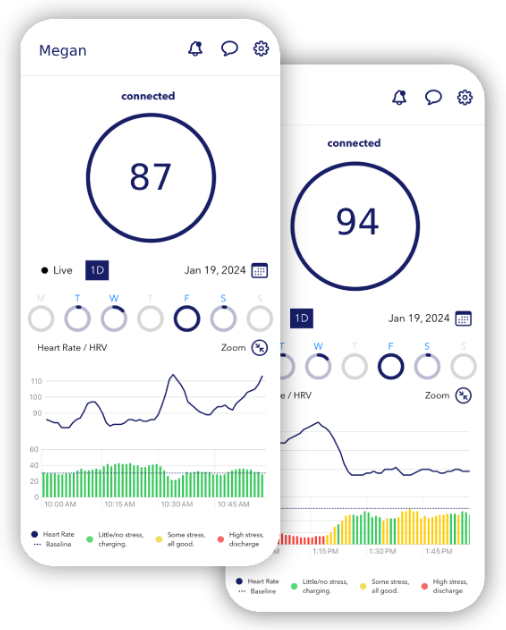 Megan
connected
87
Live
1D
Jan 19, 2024
M T W T F S S
Heart Rate / HRV
Zoom
110
100
90
60
40
20
0
10:00 AM 10:15 AM 10:30 AM 10:45 AM
Heart Rate
Baseline
Little/no stress,
charging.
Some stress,
all good.
High stress,
discharge
connected
94
1D
Jan 19, 2024
T W T F S S
e / HRV
Zoom
M 1:15 PM 1:30 PM 1:45 PM
Heart Rate
Baseline
Little/no stress,
charging.
Some stress,
all good.
High stress,
discharge